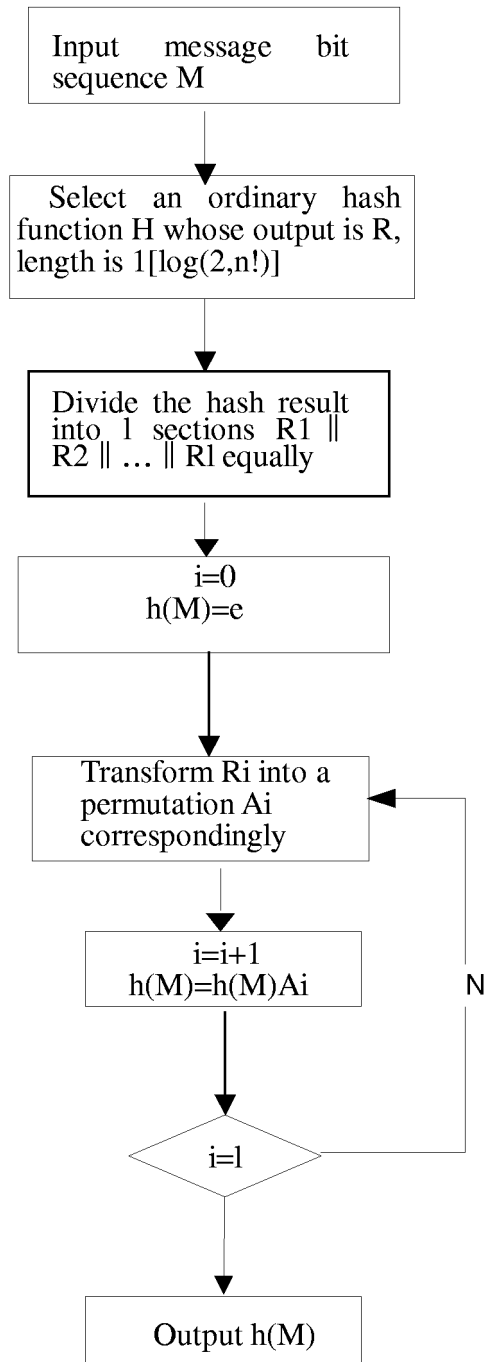 Input message bit
sequence M
Select an ordinary hash
function H whose output is R,
length is 1[log(2,n!)]
Divide the hash result
into l sections R1 ||
R2 || … || Rl equally
i=0
h(M)=e
Transform Ri into a
permutation Ai
correspondingly
i=i+1
h(M)=h(M)Ai
N
i=l
Output h(M)